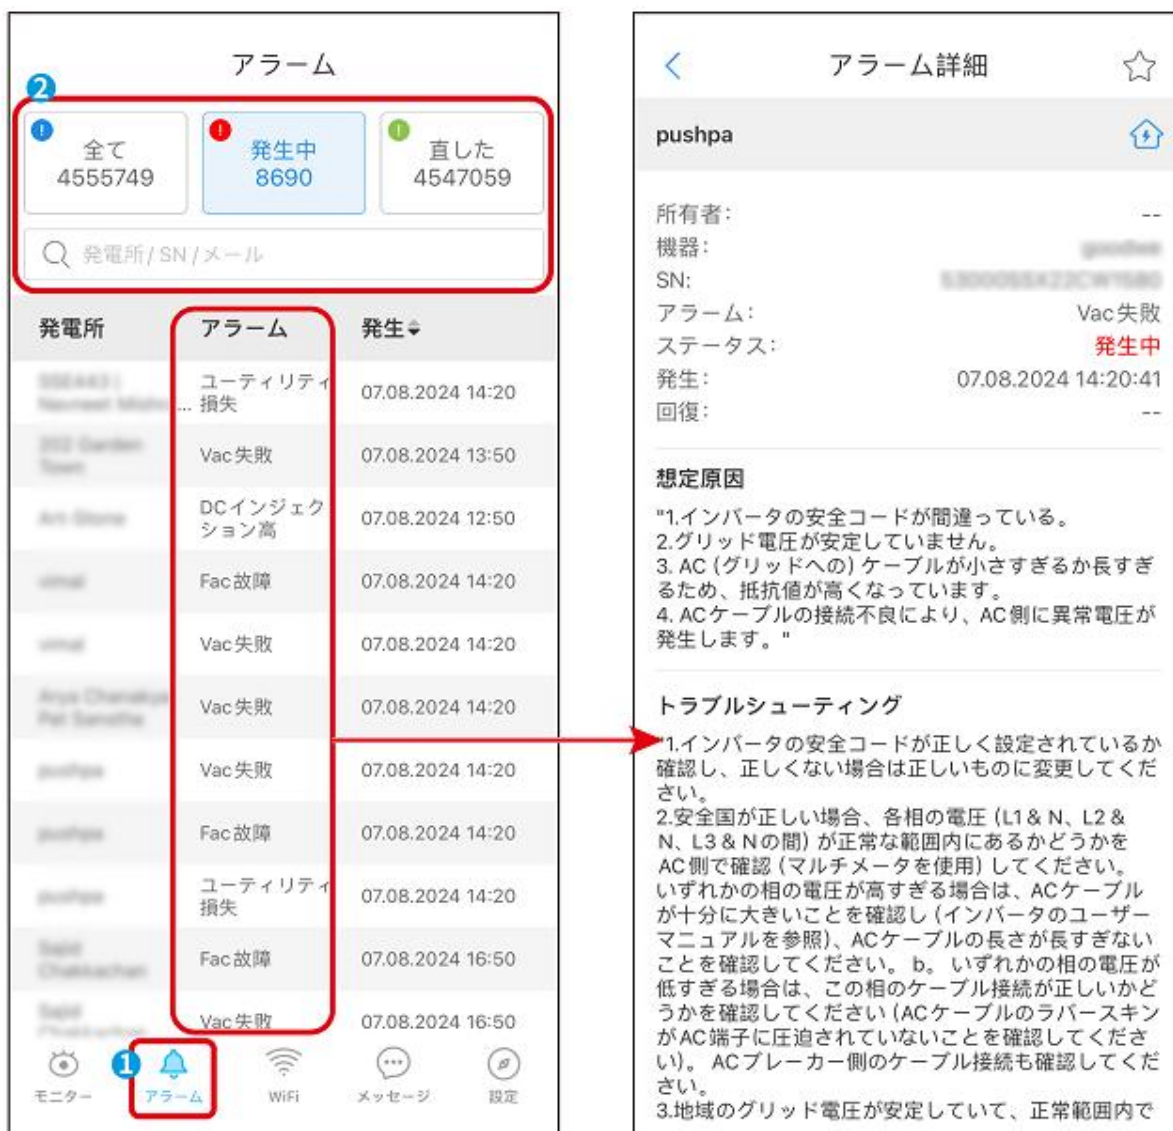 アラーム
2
全て
4555749
発生中
8690
直した
4547059
発電所/SN/メール
発電所 アラーム 発生
ユーティリティ
損失
07.08.2024 14:20
Vac失敗 07.08.2024 13:50
DCインジェク
ション高
07.08.2024 12:50
Fac故障 07.08.2024 14:20
Vac失敗 07.08.2024 14:20
Vac失敗 07.08.2024 14:20
Vac失敗 07.08.2024 14:20
Fac故障 07.08.2024 14:20
ユーティリティ
損失
07.08.2024 14:20
Fac故障 07.08.2024 16:50
Vac失敗 07.08.2024 16:50
1
モニター アラーム WiFi メッセージ 設定
アラーム詳細
pushpa
所有者: --
機器:
SN:
アラーム: Vac失敗
ステータス: 発生中
発生: 07.08.2024 14:20:41
回復: --
想定原因
"1.インバータの安全コードが間違っている。
2.グリッド電圧が安定していません。
3. AC (グリッドへの) ケーブルが小さすぎるか長すぎ
るため、抵抗値が高くなっています。
4. ACケーブルの接続不良により、AC側に異常電圧が
発生します。"
トラブルシューティング
"1.インバータの安全コードが正しく設定されているか
確認し、正しくない場合は正しいものに変更してくだ
さい。
2.安全国が正しい場合、各相の電圧 (L1 & N、L2 &
N、L3 & Nの間) が正常な範囲内にあるかどうかを
AC側で確認 (マルチメータを使用) してください。
いずれかの相の電圧が高すぎる場合は、ACケーブル
が十分に大きいことを確認し (インバータのユーザー
マニュアルを参照)、ACケーブルの長さが長すぎない
ことを確認してください。 b。 いずれかの相の電圧が
低すぎる場合は、この相のケーブル接続が正しいかど
うかを確認してください (ACケーブルのラバースキン
がAC端子に圧迫されていないことを確認してくださ
い)。 ACブレーカー側のケーブル接続も確認してくだ
さい。
3.地域のグリッド電圧が安定していて、正常範囲内で